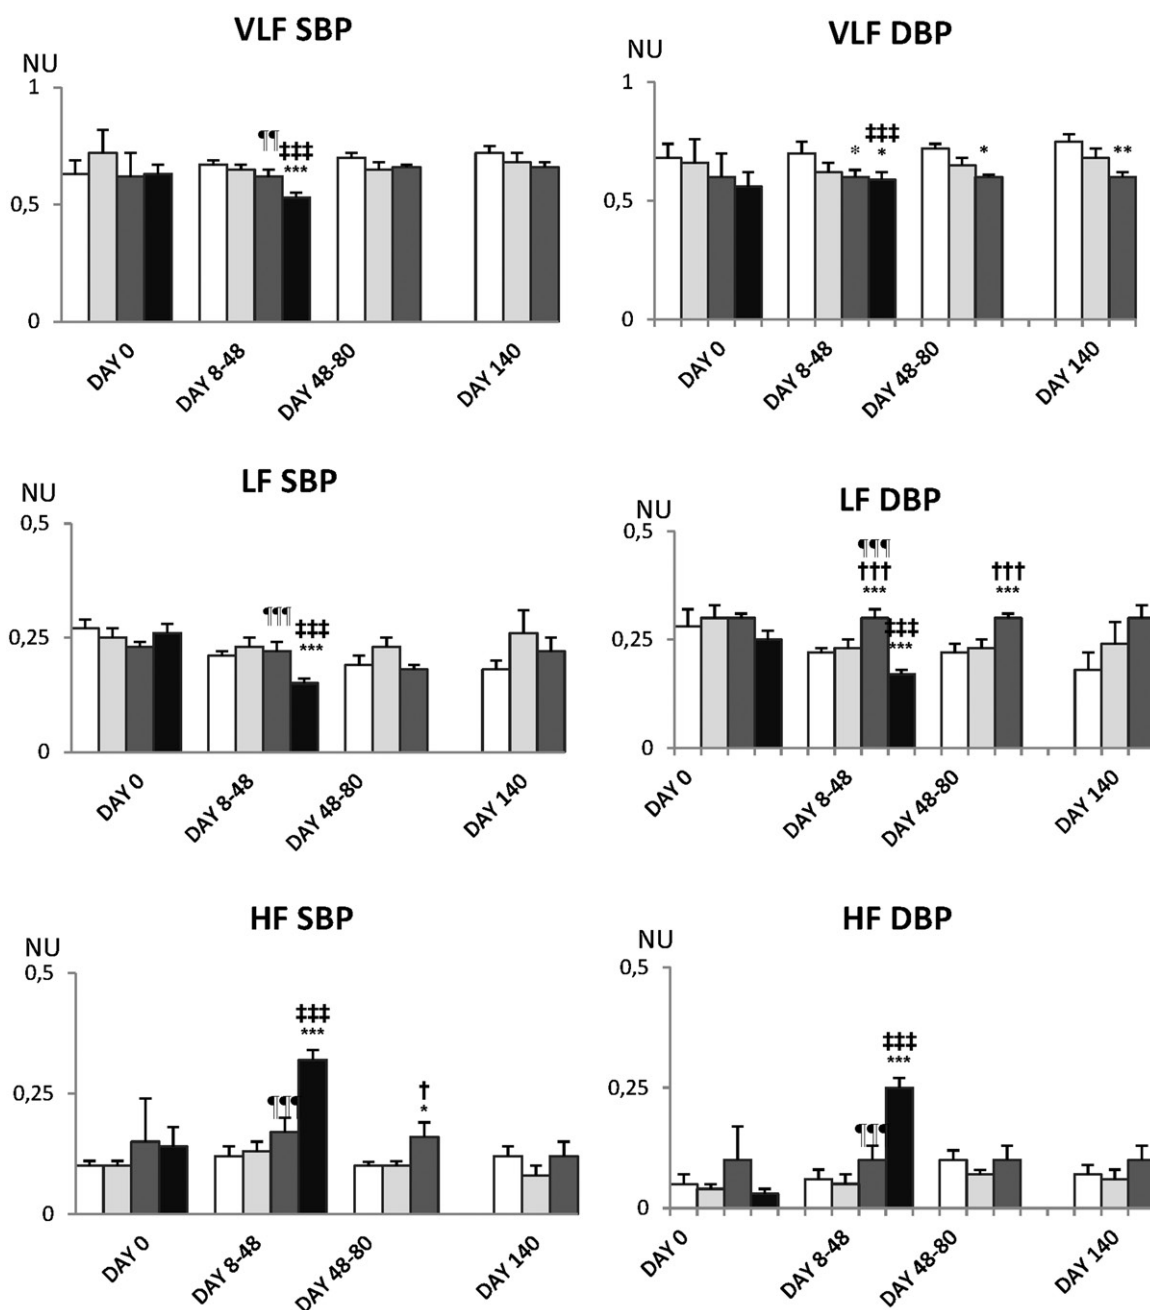 VLF SBP
NU
1
¶¶
‡‡‡
***
0,5
0
DAY 0
DAY 8-48
DAY 48-80
DAY 140
VLF DBP
NU
1
‡‡‡
* * * **
0,5
0
DAY 0
DAY 8-48
DAY 48-80
DAY 140
LF SBP
NU
0,5
¶¶¶
‡‡‡
***
0,25
0
DAY 0
DAY 8-48
DAY 48-80
DAY 140
LF DBP
NU
0,5
¶¶¶
††† †††
*** ***
‡‡‡
***
0,25
0
DAY 0
DAY 8-48
DAY 48-80
DAY 140
HF SBP
NU
0,5
‡‡‡
***
0,25
¶¶¶
†
*
0
DAY 0
DAY 8-48
DAY 48-80
DAY 140
HF DBP
NU
0,5
‡‡‡
***
0,25
¶¶¶
0
DAY 0
DAY 8-48
DAY 48-80
DAY 140